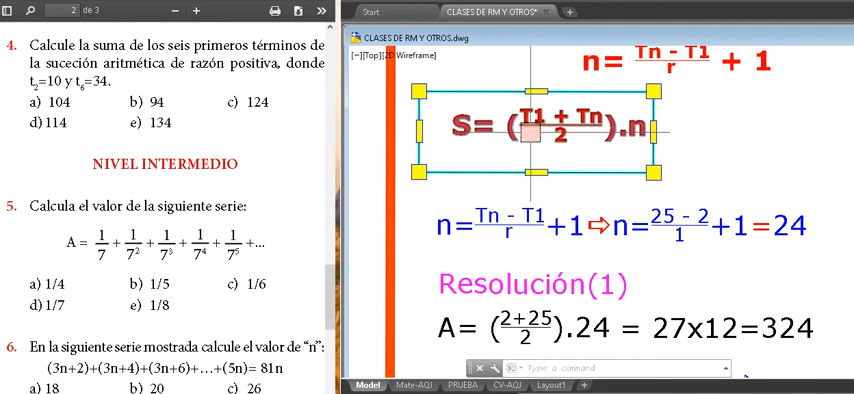 2 de 3
4. Calcule la suma de los seis primeros términos de
la suceción aritmética de razón positiva, donde
t2=10 y t6=34.
a) 104 b) 94 c) 124
d) 114 e) 134
NIVEL INTERMEDIO
5. Calcula el valor de la siguiente serie:
A = 1/7 + 1/7² + 1/7³ + 1/7⁴ + 1/7⁵ +...
a) 1/4 b) 1/5 c) 1/6
d) 1/7 e) 1/8
6. En la siguiente serie mostrada calcule el valor de “n”:
(3n+2)+(3n+4)+(3n+6)+...+(5n)= 81n
a) 18 b) 20 c) 26
Start CLASES DE RM Y OTROS*
CLASES DE RM Y OTROS.dwg
[−][Top][2D Wireframe]
n= Tn - T1/r + 1
S= (T1 + Tn/2).n
n=Tn - T1/r+1⇨n=25 - 2/1+1=24
Resolución(1)
A= (2+25/2).24 = 27x12=324
Type a command
Model Mate-AQJ PRUEBA CV-AQJ Layout1 +